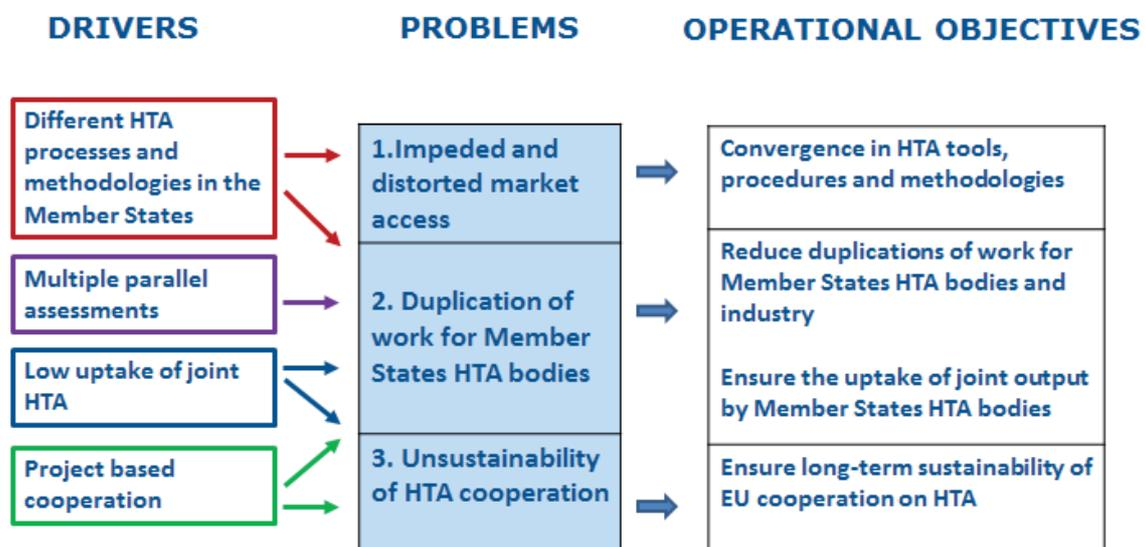 DRIVERS
PROBLEMS
OPERATIONAL OBJECTIVES
Different HTA
processes and
methodologies in the
Member States
Multiple parallel
assessments
Low uptake of joint
HTA
Project based
cooperation
1.Impeded and
distorted market
access
2. Duplication of
work for Member
States HTA bodies
3. Unsustainability
of HTA cooperation
Convergence in HTA tools,
procedures and methodologies
Reduce duplications of work for
Member States HTA bodies and
industry
Ensure the uptake of joint output
by Member States HTA bodies
Ensure long-term sustainability of
EU cooperation on HTA